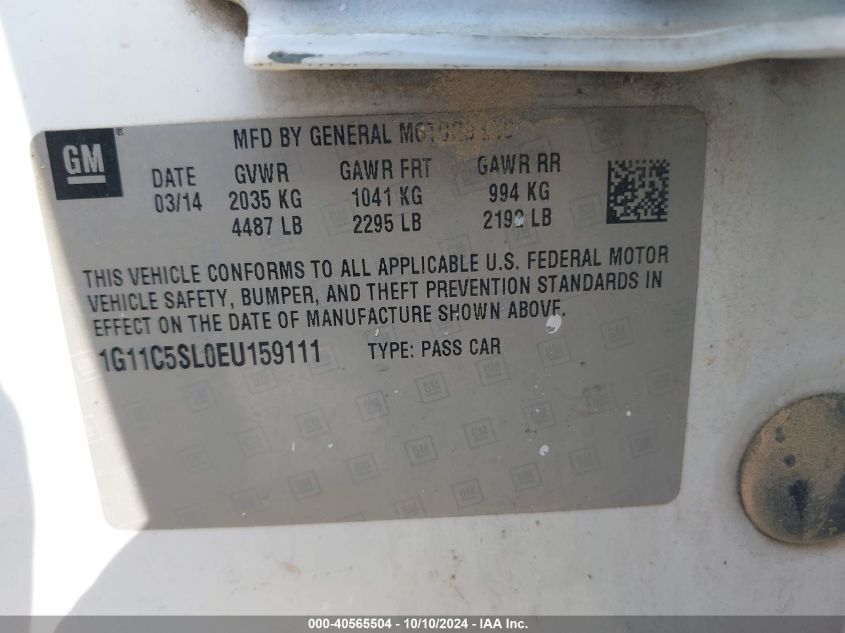 GM ®
MFD BY GENERAL MOTORS LLC
DATE GVWR GAWR FRT GAWR RR
03/14 2035 KG 1041 KG 994 KG
4487 LB 2295 LB 2192 LB
THIS VEHICLE CONFORMS TO ALL APPLICABLE U.S. FEDERAL MOTOR
VEHICLE SAFETY, BUMPER, AND THEFT PREVENTION STANDARDS IN
EFFECT ON THE DATE OF MANUFACTURE SHOWN ABOVE.
1G11C5SL0EU159111 TYPE: PASS CAR
000-40565504 - 10/10/2024 - IAA Inc.